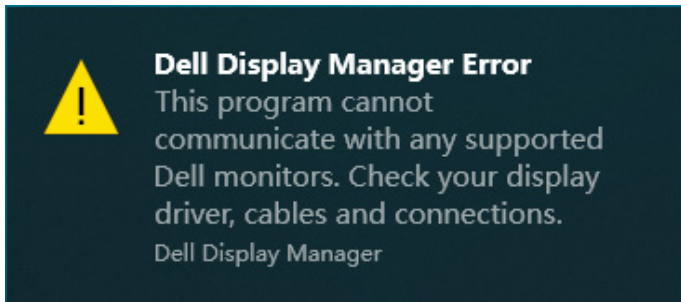 Dell Display Manager Error
This program cannot
communicate with any supported
Dell monitors. Check your display
driver, cables and connections.
Dell Display Manager